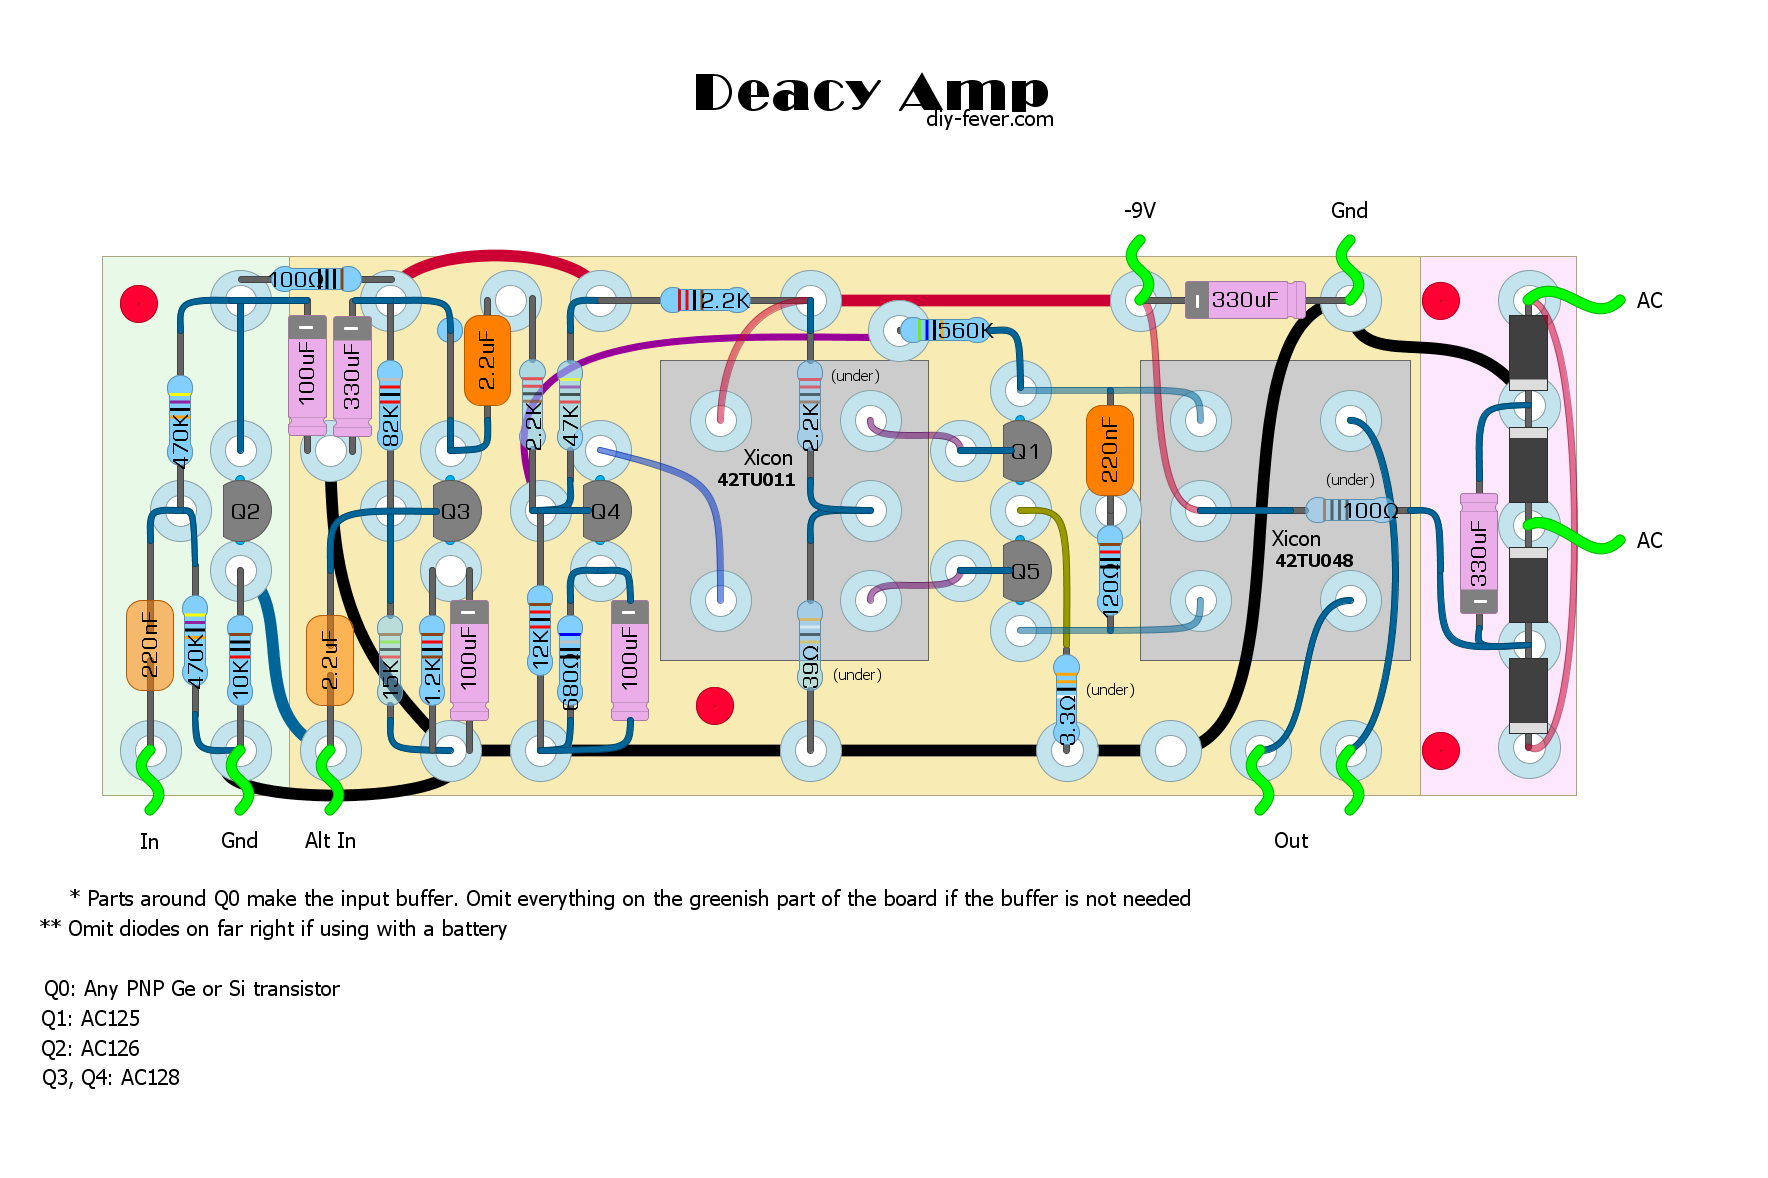 Deacy Amp
diy-fever.com
-9V
Gnd
100Ω
2.2K
330uF
AC
560K
100uF
330uF
82K
2.2uF
2.2K
47K
(under)
2.2K
470K
Xicon
42TU011
Q1
220nF
(under)
100Ω
Q2
Q3
Q4
Xicon
42TU048
330uF
AC
Q5
120Ω
220nF
470K
10K
2.2uF
15K
1.2K
100uF
12K
680Ω
100uF
39Ω
(under)
3.3Ω
(under)
In
Gnd
Alt In
Out
* Parts around Q0 make the input buffer. Omit everything on the greenish part of the board if the buffer is not needed
** Omit diodes on far right if using with a battery
Q0: Any PNP Ge or Si transistor
Q1: AC125
Q2: AC126
Q3, Q4: AC128